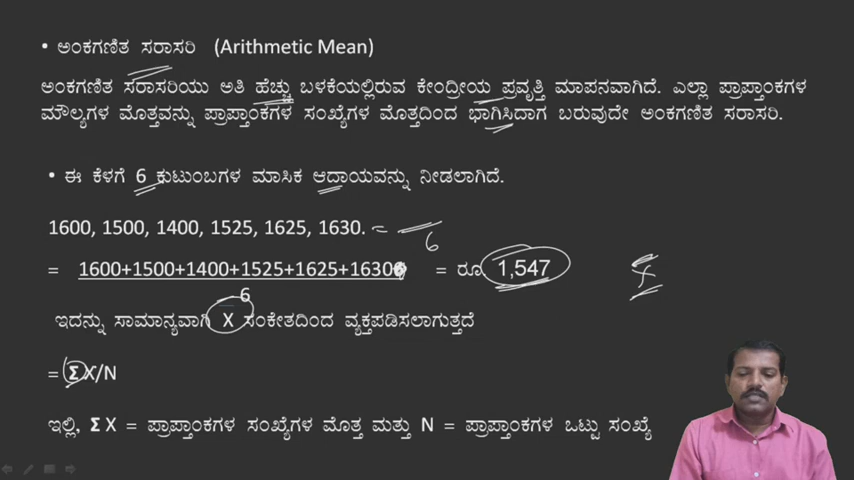 • ಅಂಕಗಣಿತ ಸರಾಸರಿ (Arithmetic Mean)
ಅಂಕಗಣಿತ ಸರಾಸರಿಯು ಅತಿ ಹೆಚ್ಚು ಬಳಕೆಯಲ್ಲಿರುವ ಕೇಂದ್ರೀಯ ಪ್ರವೃತ್ತಿ ಮಾಪನವಾಗಿದೆ. ಎಲ್ಲಾ ಪ್ರಾಪ್ತಾಂಕಗಳ
ಮೌಲ್ಯಗಳ ಮೊತ್ತವನ್ನು ಪ್ರಾಪ್ತಾಂಕಗಳ ಸಂಖ್ಯೆಗಳ ಮೊತ್ತದಿಂದ ಭಾಗಿಸಿದಾಗ ಬರುವುದೇ ಅಂಕಗಣಿತ ಸರಾಸರಿ.
• ಈ ಕೆಳಗೆ 6 ಕುಟುಂಬಗಳ ಮಾಸಿಕ ಆದಾಯವನ್ನು ನೀಡಲಾಗಿದೆ.
1600, 1500, 1400, 1525, 1625, 1630. = 6
= 1600+1500+1400+1525+1625+1630 = ರೂ 1,547
6
ಇದನ್ನು ಸಾಮಾನ್ಯವಾಗಿ X ಸಂಕೇತದಿಂದ ವ್ಯಕ್ತಪಡಿಸಲಾಗುತ್ತದೆ
= Σ X/N
ಇಲ್ಲಿ, Σ X = ಪ್ರಾಪ್ತಾಂಕಗಳ ಸಂಖ್ಯೆಗಳ ಮೊತ್ತ ಮತ್ತು N = ಪ್ರಾಪ್ತಾಂಕಗಳ ಒಟ್ಟು ಸಂಖ್ಯೆ